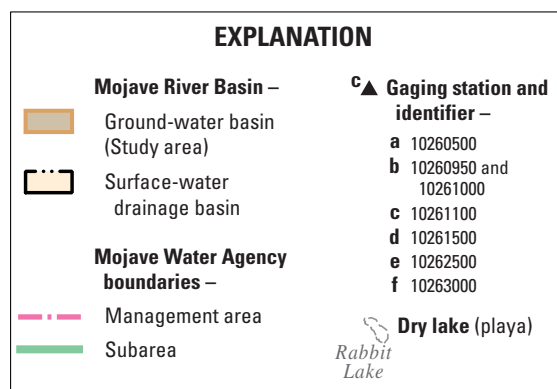 EXPLANATION
Mojave River Basin –
Ground-water basin
(Study area)
Surface-water
drainage basin
Mojave Water Agency
boundaries –
Management area
Subarea
c▲ Gaging station and
identifier –
a 10260500
b 10260950 and
10261000
c 10261100
d 10261500
e 10262500
f 10263000
Dry lake (playa)
Rabbit
Lake